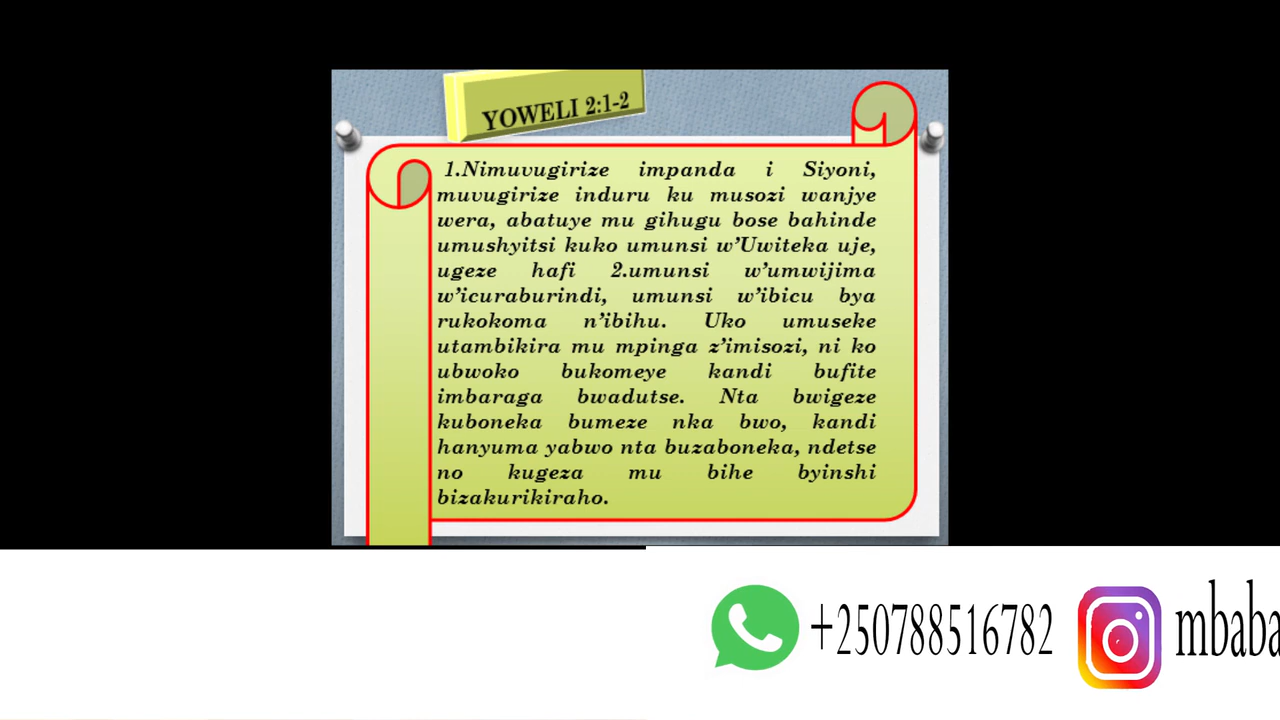 YOWELI 2:1-2
1.Nimuvugirize impanda i Siyoni,
muvugirize induru ku musozi wanjye
wera, abatuye mu gihugu bose bahinde
umushyitsi kuko umunsi w’Uwiteka uje,
ugeze hafi 2.umunsi w’umwijima
w’icuraburindi, umunsi w’ibicu bya
rukokoma n’ibihu. Uko umuseke
utambikira mu mpinga z’imisozi, ni ko
ubwoko bukomeye kandi bufite
imbaraga bwadutse. Nta bwigeze
kuboneka bumeze nka bwo, kandi
hanyuma yabwo nta buzaboneka, ndetse
no kugeza mu bihe byinshi
bizakurikiraho.
+250788516782 mbaba